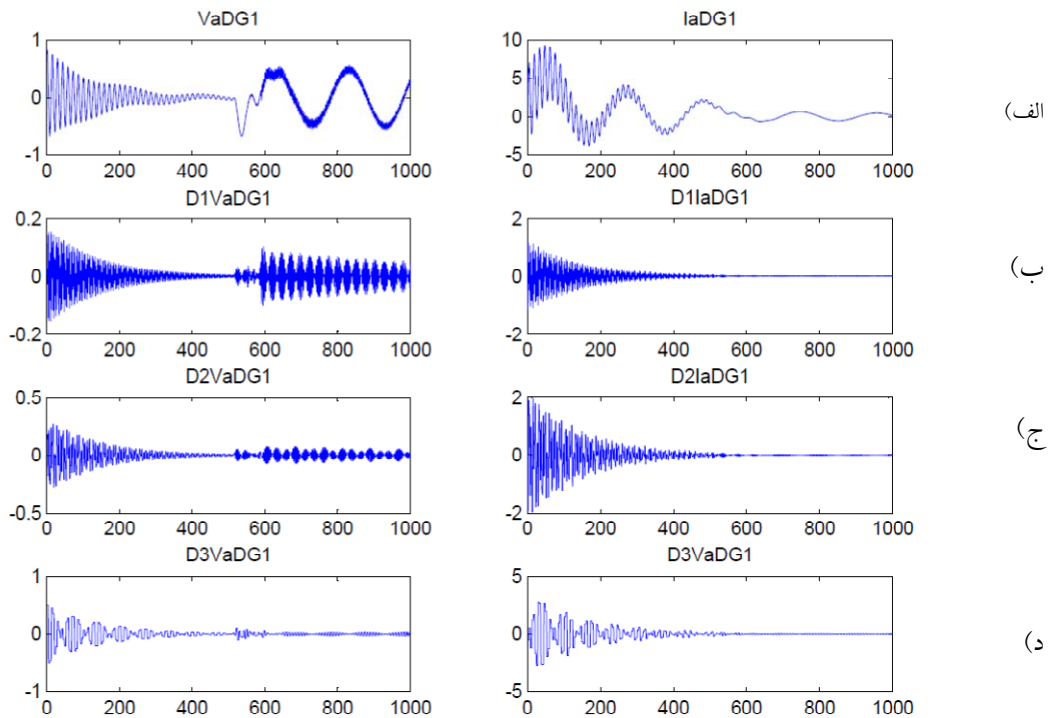 VaDG1 IaDG1
1 10
0 5
-1 0
-5
0 200 400 600 800 1000 0 200 400 600 800 1000
الف)
D1VaDG1 D1IaDG1
0.2 2
0 0
-0.2 -2
0 200 400 600 800 1000 0 200 400 600 800 1000
ب)
D2VaDG1 D2IaDG1
0.5 2
0 0
-0.5 -2
0 200 400 600 800 1000 0 200 400 600 800 1000
ج)
D3VaDG1 D3VaDG1
1 5
0 0
-1 -5
0 200 400 600 800 1000 0 200 400 600 800 1000
د)